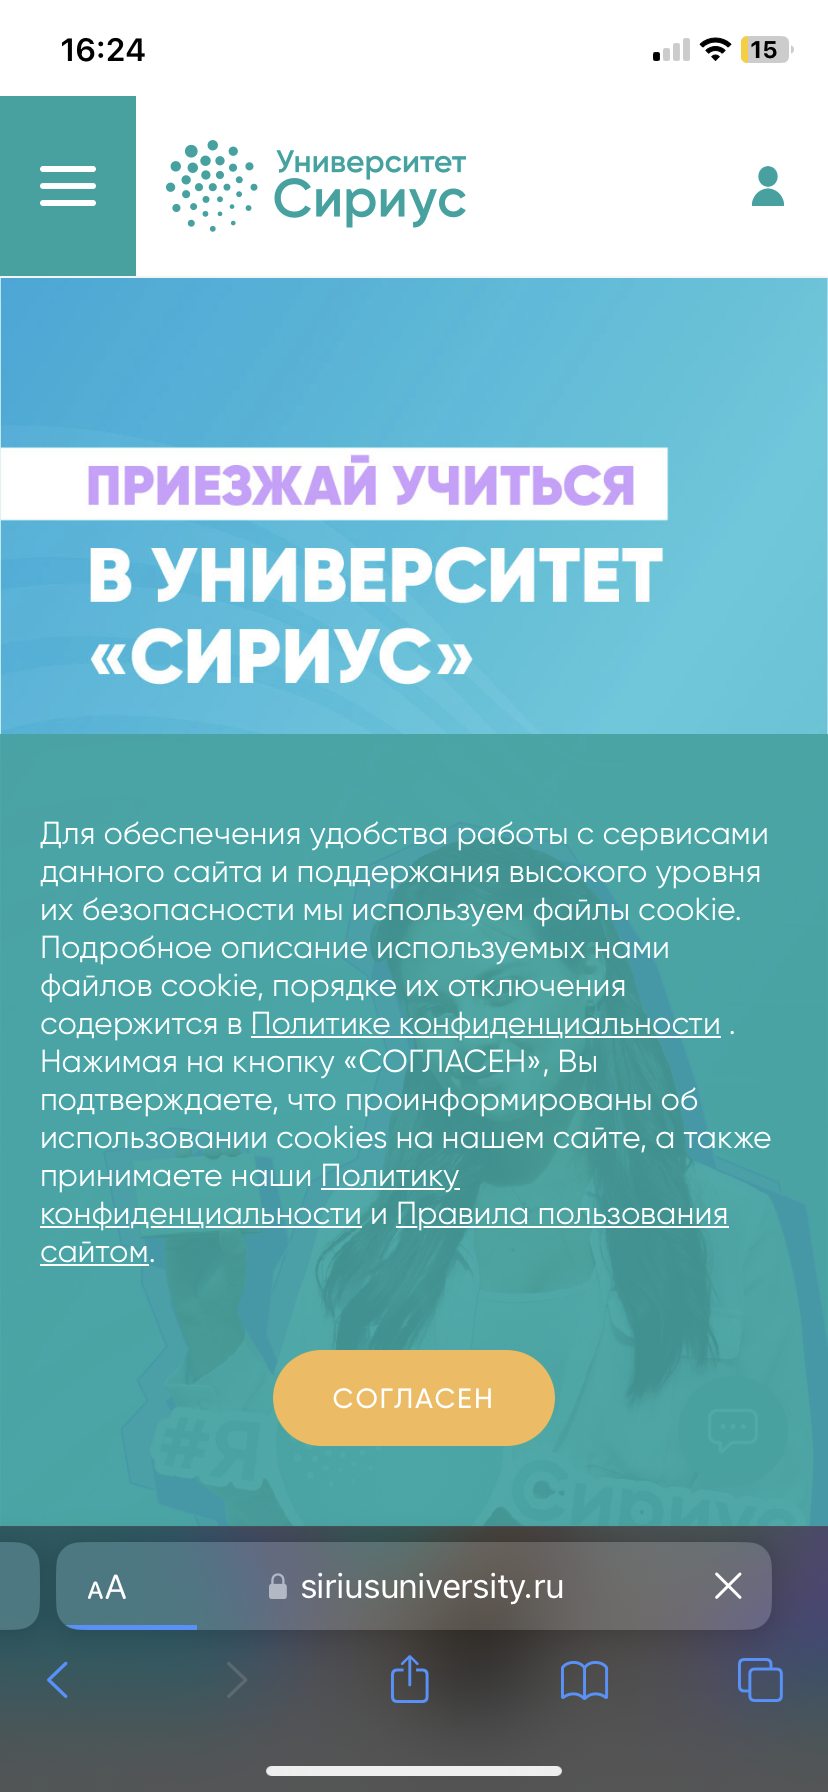 16:24
15
Университет
Сириус
ПРИЕЗЖАЙ УЧИТЬСЯ
В УНИВЕРСИТЕТ
«СИРИУС»
Для обеспечения удобства работы с сервисами
данного сайта и поддержания высокого уровня
их безопасности мы используем файлы cookie.
Подробное описание используемых нами
файлов cookie, порядке их отключения
содержится в Политике конфиденциальности .
Нажимая на кнопку «СОГЛАСЕН», Вы
подтверждаете, что проинформированы об
использовании cookies на нашем сайте, а также
принимаете наши Политику
конфиденциальности и Правила пользования
сайтом.
СОГЛАСЕН
#Я
Сириус
AA
siriusuniversity.ru